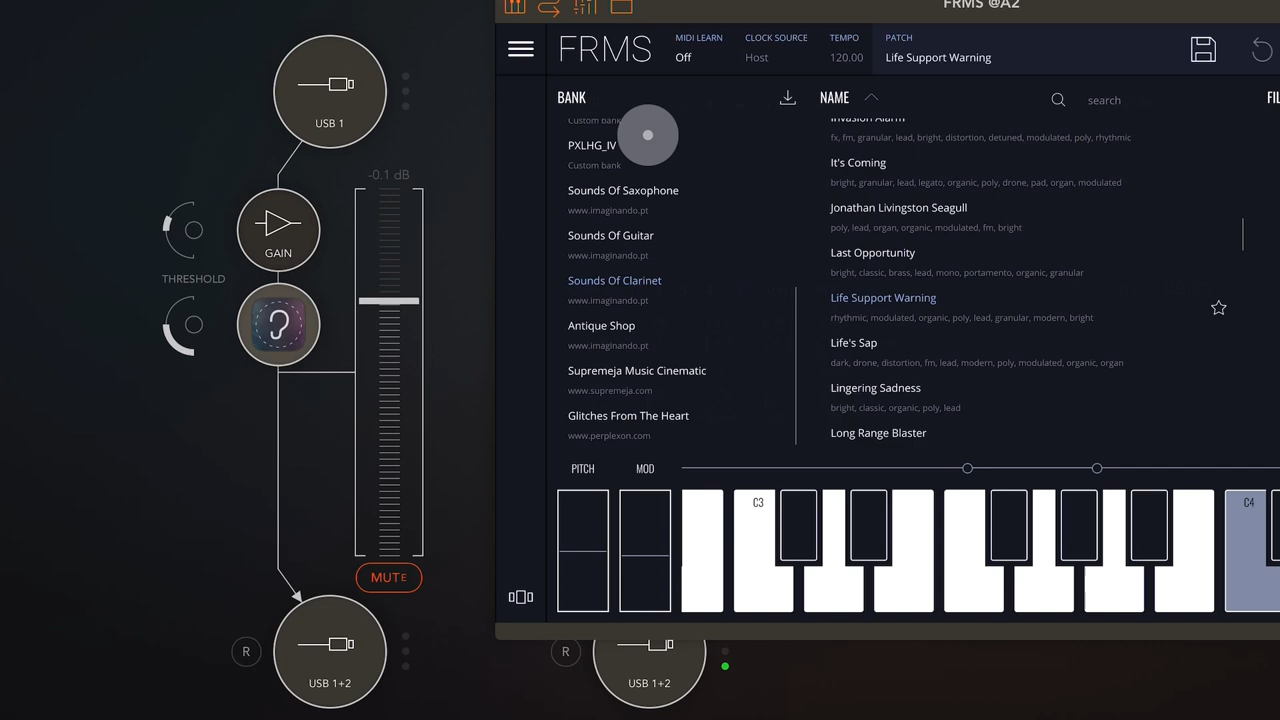 FRMS @A2
USB 1
-0.1 dB
GAIN
THRESHOLD
MUTE
R
USB 1+2
R
USB 1+2
FRMS
MIDI LEARN
Off
CLOCK SOURCE
Host
TEMPO
120.00
PATCH
Life Support Warning
BANK
Custom bank
PXLHG_IV
Custom bank
Sounds Of Saxophone
www.imaginando.pt
Sounds Of Guitar
www.imaginando.pt
Sounds Of Clarinet
www.imaginando.pt
Antique Shop
www.imaginando.pt
Supremeja Music Cinematic
www.supremeja.com
Glitches From The Heart
www.perplexon.com
NAME
search
FIL
Invasion Alarm
fx, fm, granular, lead, bright, distortion, detuned, modulated, poly, rhythmic
It's Coming
bright, granular, lead, legato, organic, poly, drone, pad, organ, modulated
Jonathan Livingston Seagull
poly, lead, organ, organic, modulated, fm, bright
Last Opportunity
bright, classic, brass, lead, mono, portamento, organic, granular
Life Support Warning
rhythmic, modulated, organic, poly, lead, granular, modern, bright
Life's Sap
dark, drone, distortion, fm, lead, modern, poly, modulated, organic, organ
Lingering Sadness
bright, classic, organic, poly, lead
Long Range Blaster
PITCH
MOD
C3
C4